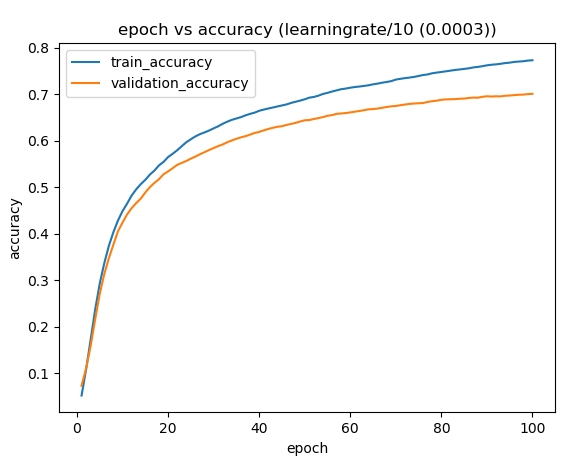 epoch vs accuracy (learningrate/10 (0.0003))
train_accuracy
validation_accuracy
accuracy
0.8
0.7
0.6
0.5
0.4
0.3
0.2
0.1
0 20 40 60 80 100
epoch